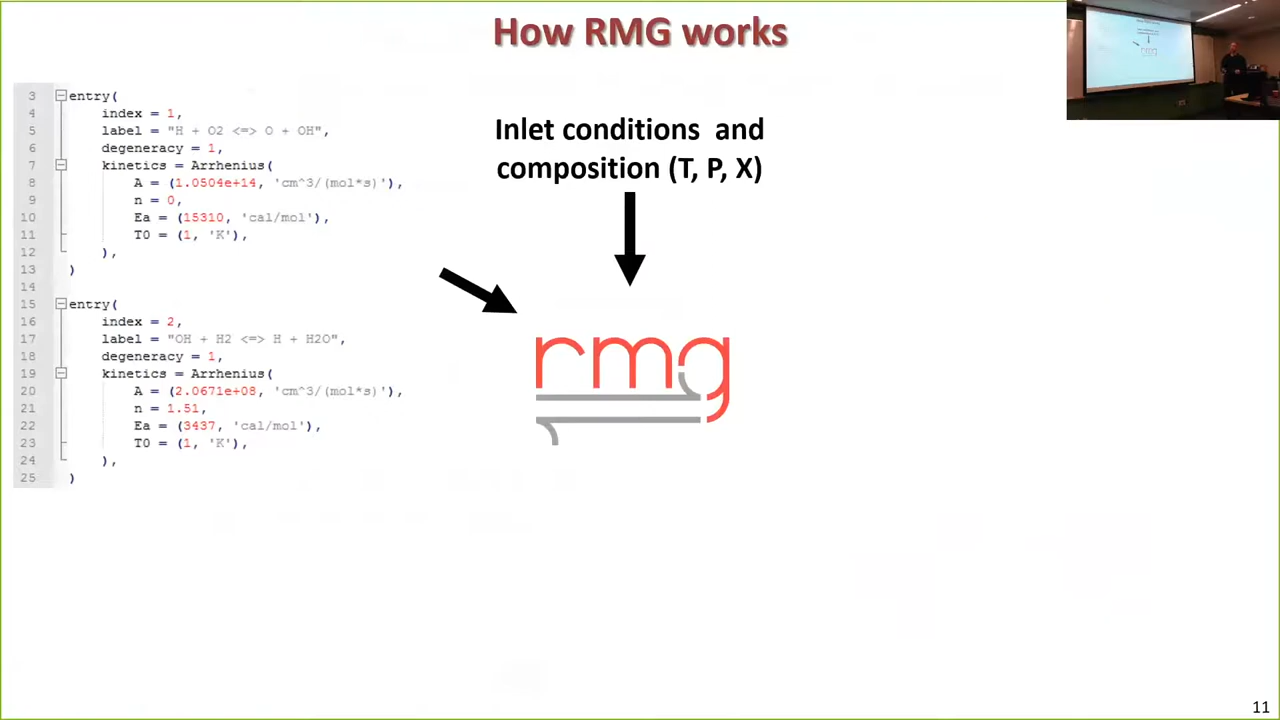 How RMG works
3 entry(
4 index = 1,
5 label = "H + O2 <=> O + OH",
6 degeneracy = 1,
7 kinetics = Arrhenius(
8 A = (1.0504e+14, 'cm^3/(mol*s)'),
9 n = 0,
10 Ea = (15310, 'cal/mol'),
11 T0 = (1, 'K'),
12 ),
13 )
14
15 entry(
16 index = 2,
17 label = "OH + H2 <=> H + H2O",
18 degeneracy = 1,
19 kinetics = Arrhenius(
20 A = (2.0671e+08, 'cm^3/(mol*s)'),
21 n = 1.51,
22 Ea = (3437, 'cal/mol'),
23 T0 = (1, 'K'),
24 ),
25 )
Inlet conditions and
composition (T, P, X)
rmg
11